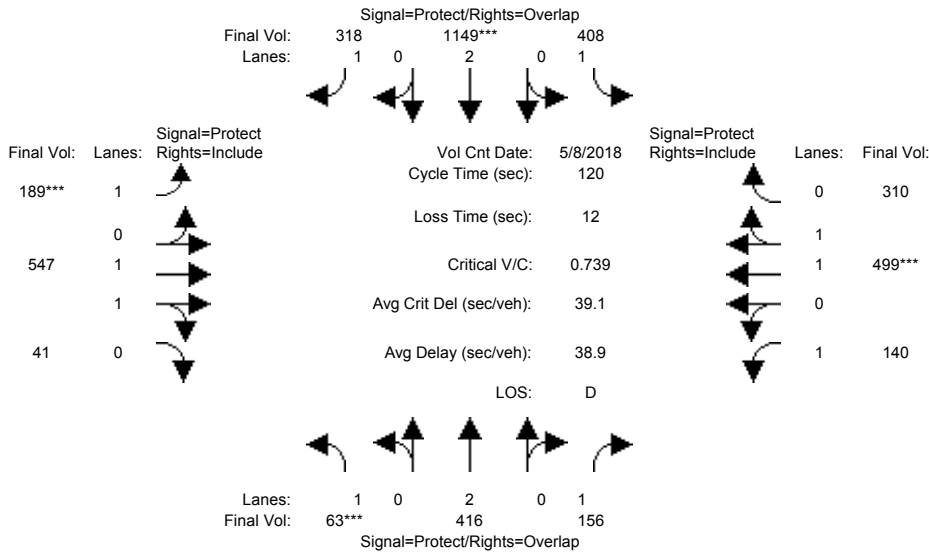 Signal=Protect/Rights=Overlap
Final Vol: 318 1149*** 408
Lanes: 1 0 2 0 1
Signal=Protect Signal=Protect
Final Vol: Lanes: Rights=Include Vol Cnt Date: 5/8/2018 Rights=Include Lanes: Final Vol:
Cycle Time (sec): 120
189*** 1 0 310
Loss Time (sec): 12
0 1
547 1 Critical V/C: 0.739 1 499***
1 Avg Crit Del (sec/veh): 39.1 0
41 0 Avg Delay (sec/veh): 38.9 1 140
LOS: D
Lanes: 1 0 2 0 1
Final Vol: 63*** 416 156
Signal=Protect/Rights=Overlap